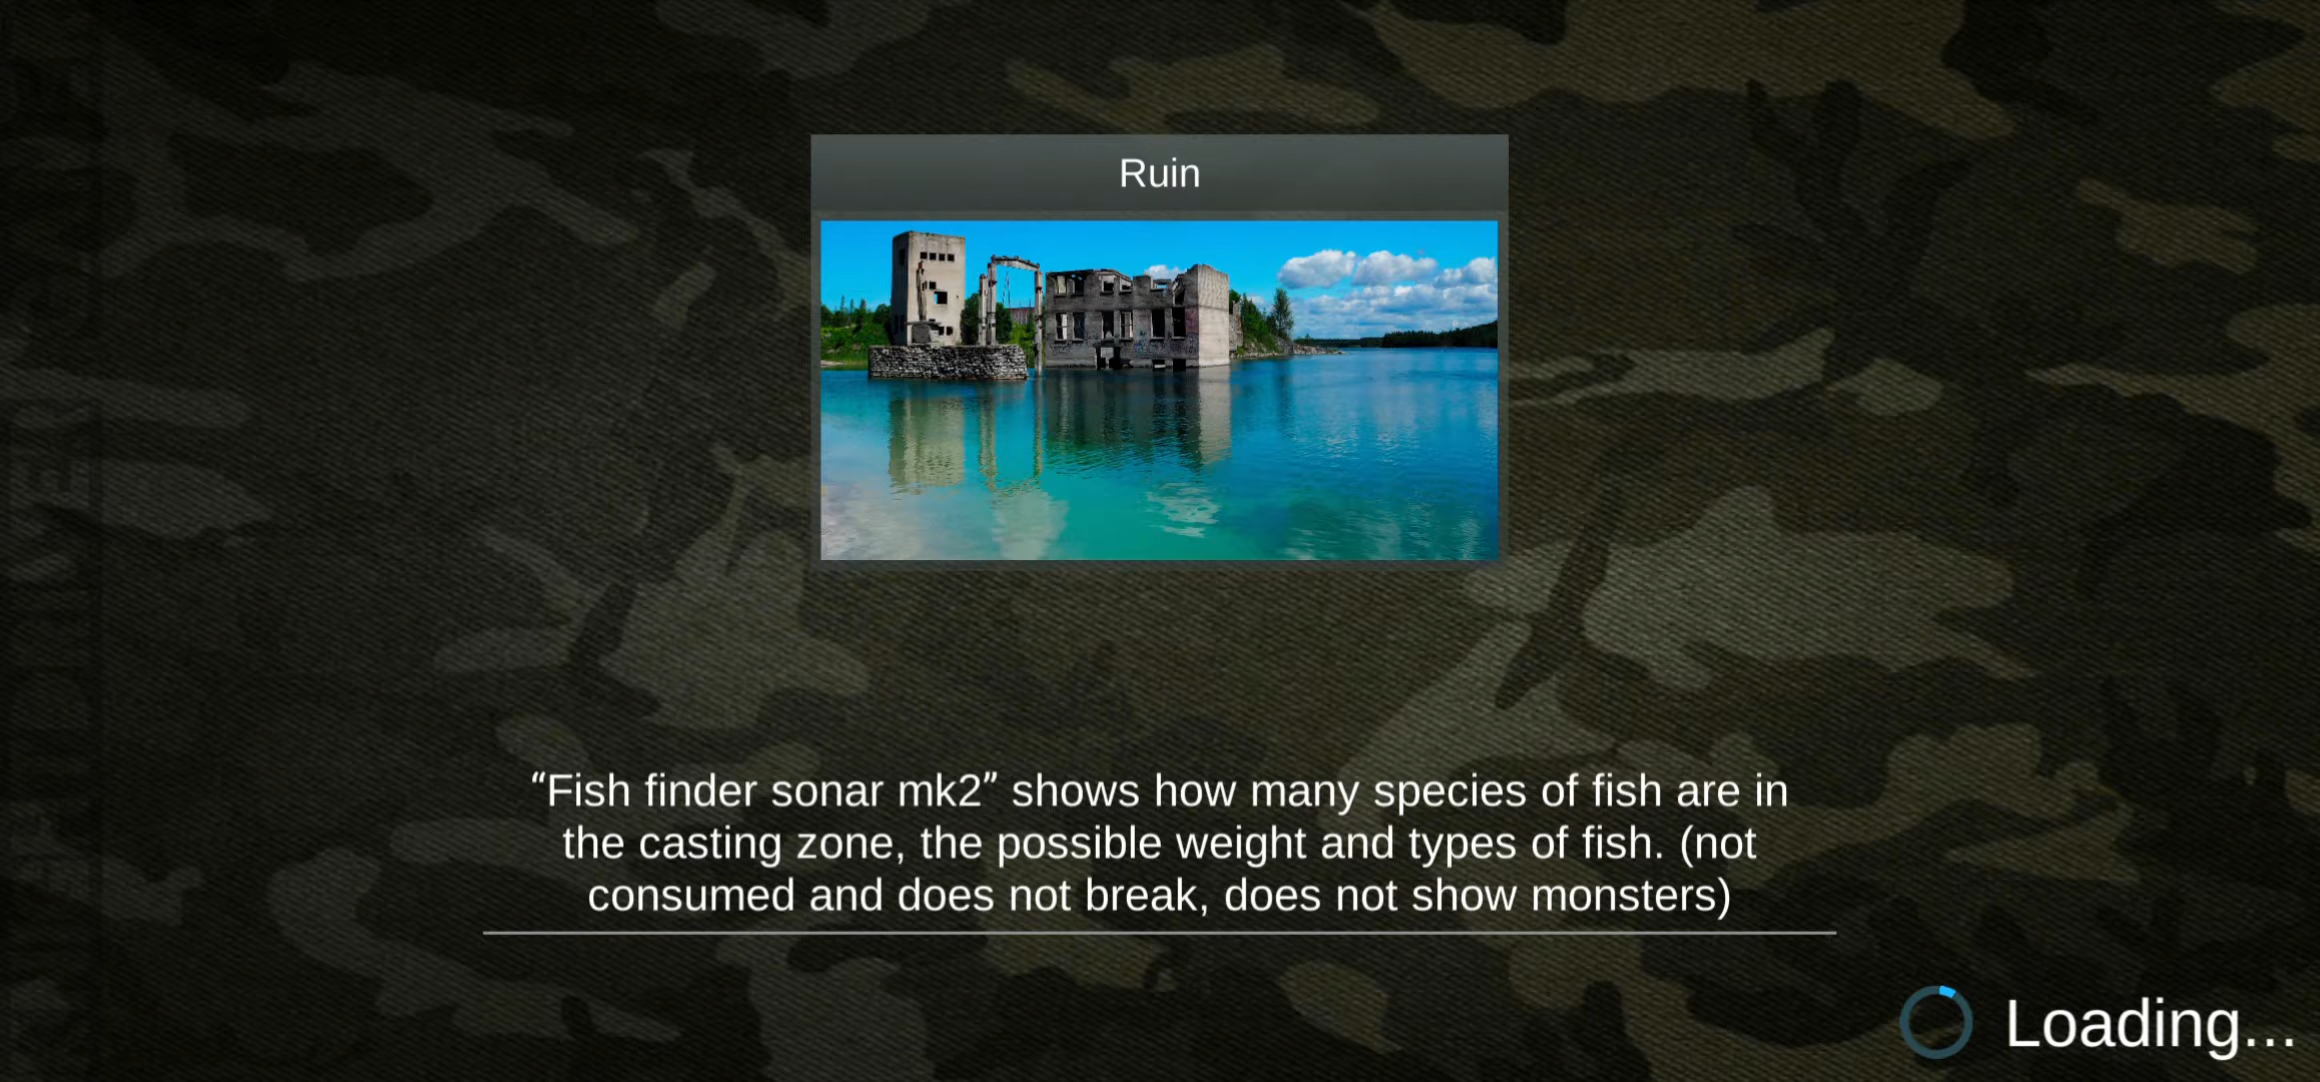 Ruin
“Fish finder sonar mk2” shows how many species of fish are in
the casting zone, the possible weight and types of fish. (not
consumed and does not break, does not show monsters)
Loading...